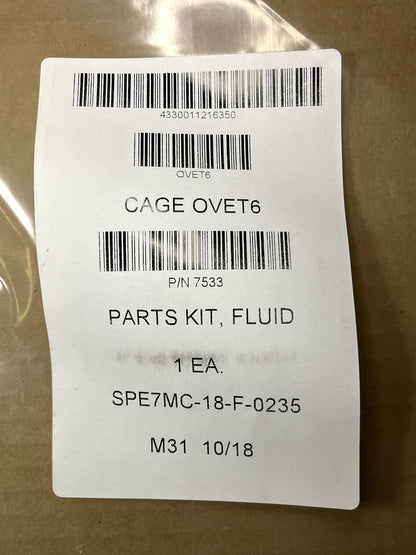 4330011216350
OVET6
CAGE OVET6
P/N 7533
PARTS KIT, FLUID
1 EA.
SPE7MC-18-F-0235
M31 10/18